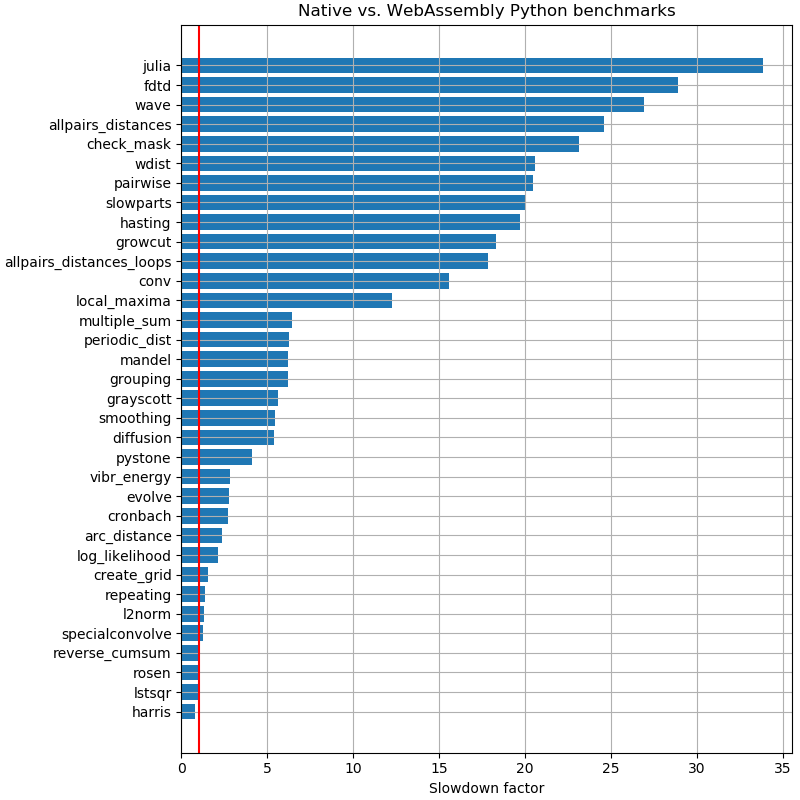 Native vs. WebAssembly Python benchmarks
julia
fdtd
wave
allpairs_distances
check_mask
wdist
pairwise
slowparts
hasting
growcut
allpairs_distances_loops
conv
local_maxima
multiple_sum
periodic_dist
mandel
grouping
grayscott
smoothing
diffusion
pystone
vibr_energy
evolve
cronbach
arc_distance
log_likelihood
create_grid
repeating
l2norm
specialconvolve
reverse_cumsum
rosen
lstsqr
harris
0 5 10 15 20 25 30 35
Slowdown factor